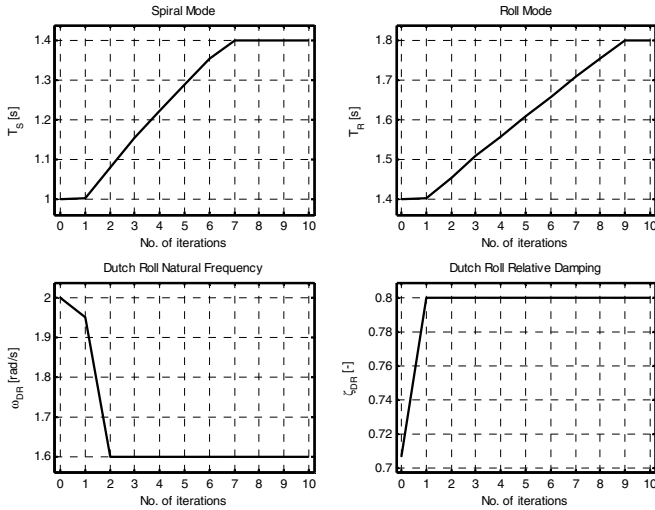 Spiral Mode
T_S [s]
1.4
1.3
1.2
1.1
1
0 1 2 3 4 5 6 7 8 9 10
No. of iterations
Roll Mode
T_R [s]
1.8
1.7
1.6
1.5
1.4
0 1 2 3 4 5 6 7 8 9 10
No. of iterations
Dutch Roll Natural Frequency
ω_DR [rad/s]
2
1.9
1.8
1.7
1.6
0 1 2 3 4 5 6 7 8 9 10
No. of iterations
Dutch Roll Relative Damping
ζ_DR [-]
0.8
0.78
0.76
0.74
0.72
0.7
0 1 2 3 4 5 6 7 8 9 10
No. of iterations